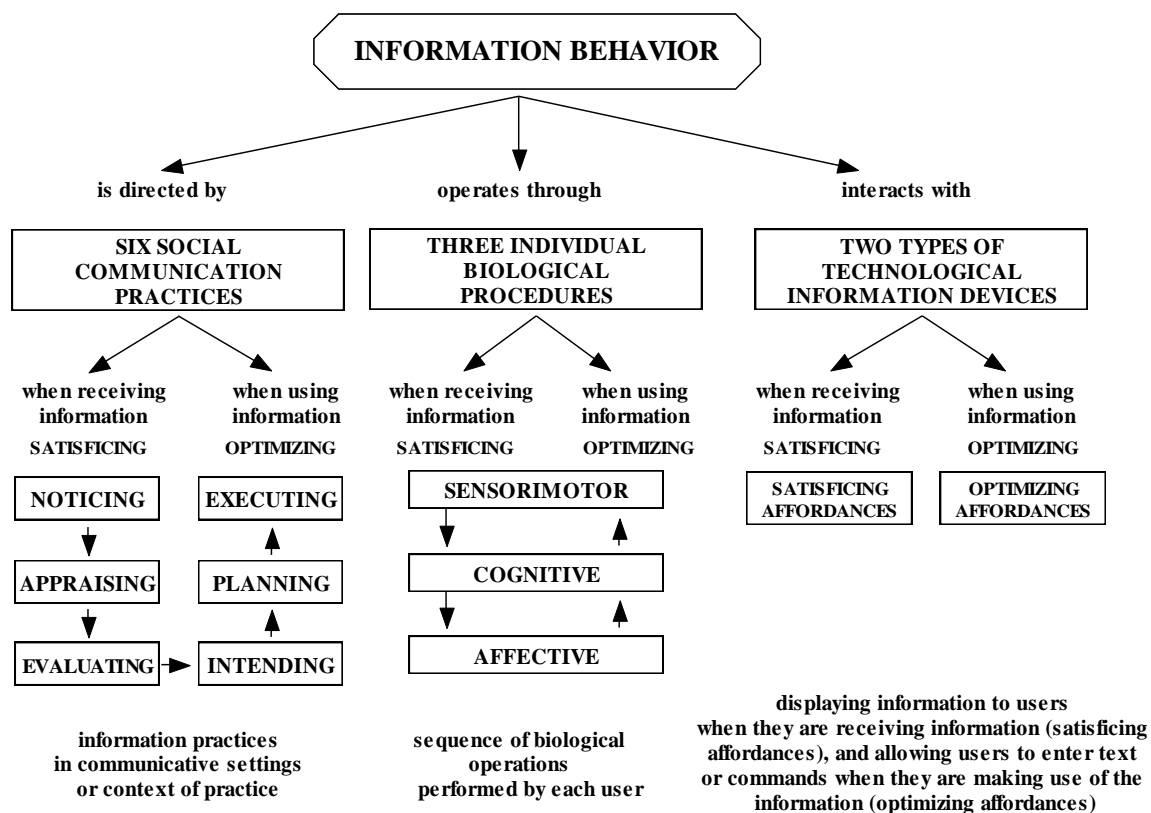 INFORMATION BEHAVIOR
is directed by
operates through
interacts with
SIX SOCIAL
COMMUNICATION
PRACTICES
THREE INDIVIDUAL
BIOLOGICAL
PROCEDURES
TWO TYPES OF
TECHNOLOGICAL
INFORMATION DEVICES
when receiving
information
SATISFICING
when using
information
OPTIMIZING
when receiving
information
SATISFICING
when using
information
OPTIMIZING
when receiving
information
SATISFICING
when using
information
OPTIMIZING
NOTICING
EXECUTING
APPRAISING
PLANNING
EVALUATING
INTENDING
SENSORIMOTOR
COGNITIVE
AFFECTIVE
SATISFICING
AFFORDANCES
OPTIMIZING
AFFORDANCES
information practices
in communicative settings
or context of practice
sequence of biological
operations
performed by each user
displaying information to users
when they are receiving information (satisficing
affordances), and allowing users to enter text
or commands when they are making use of the
information (optimizing affordances)